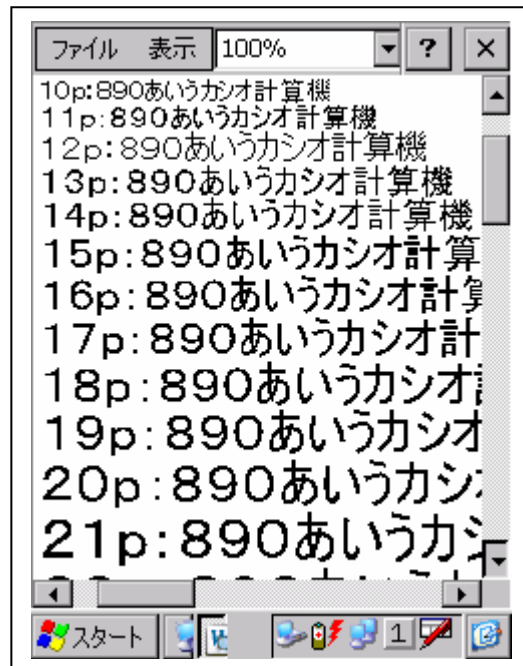 ファイル 表示 100% ?
10p:890あいうカシオ計算機
11p:890あいうカシオ計算機
12p:890あいうカシオ計算機
13p:890あいうカシオ計算機
14p:890あいうカシオ計算機
15p:890あいうカシオ計算
16p:890あいうカシオ計算
17p:890あいうカシオ計
18p:890あいうカシオ
19p:890あいうカシオ
20p:890あいうカシ
21p:890あいうカ
スタート 1